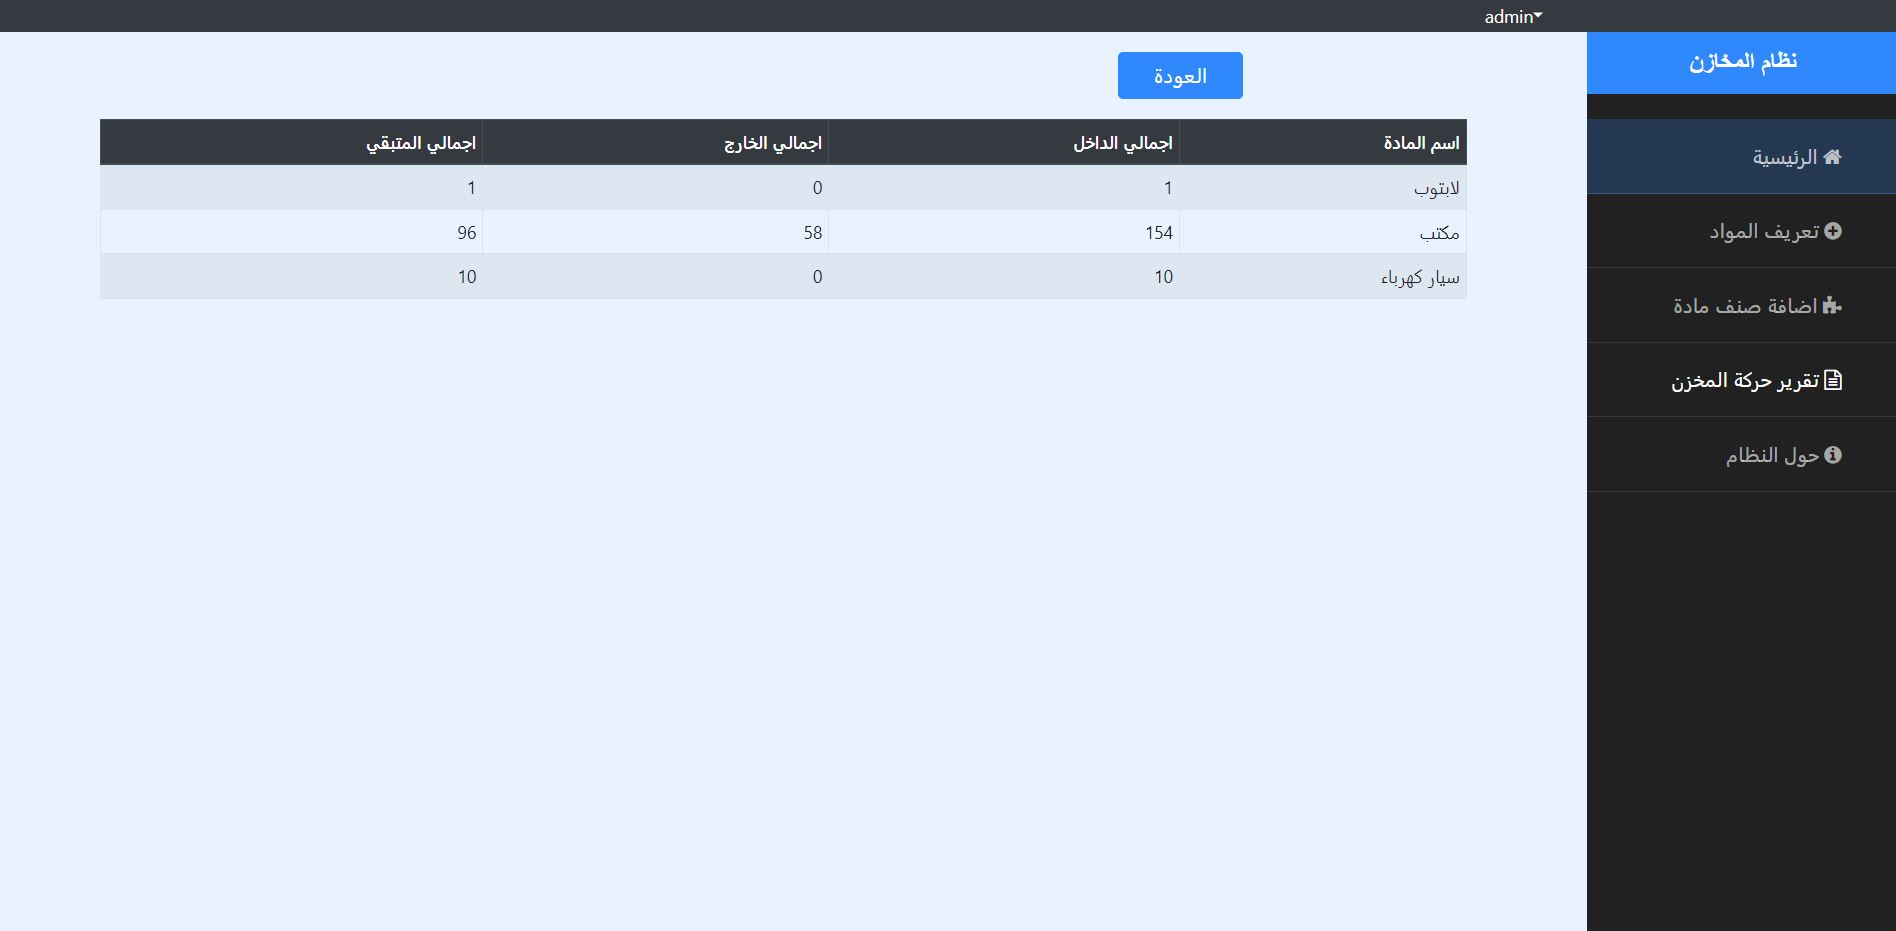 admin
نظام المخازن
الرئيسية
تعريف المواد
اضافة صنف مادة
تقرير حركة المخزن
حول النظام
العودة
اسم المادة اجمالي الداخل اجمالي الخارج اجمالي المتبقي
لابتوب 1 0 1
مكتب 154 58 96
سيار كهرباء 10 0 10